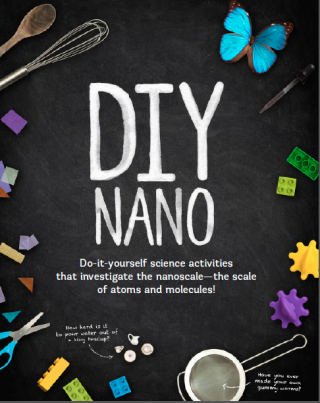 DIY
NANO
Do-it-yourself science activities
that investigate the nanoscale—the scale
of atoms and molecules!
How hard is it
to pour water out of
a tiny teacup?
Have you ever
made your own
gummy worms?